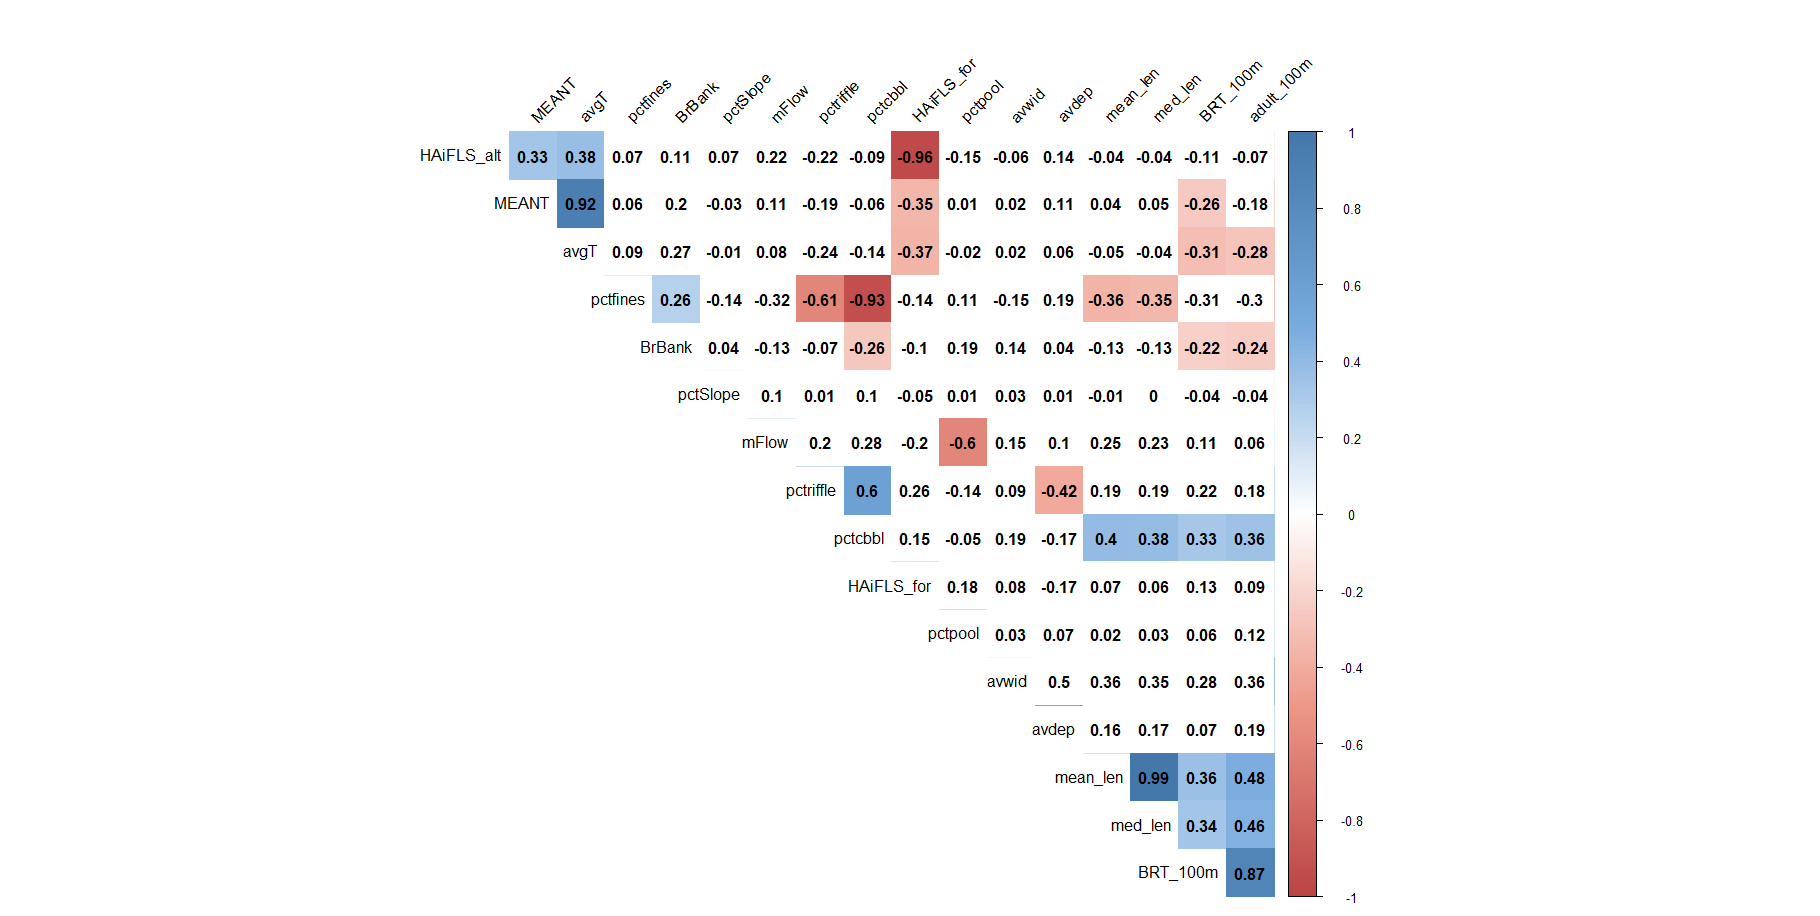 MEANT avgT pctfines BrBank pctSlope mFlow pctriffle pctcbbl HAiFLS_for pctpool avwid avdep mean_len med_len BRT_100m adult_100m
HAiFLS_alt 0.33 0.38 0.07 0.11 0.07 0.22 -0.22 -0.09 -0.96 -0.15 -0.06 0.14 -0.04 -0.04 -0.11 -0.07
MEANT 0.92 0.06 0.2 -0.03 0.11 -0.19 -0.06 -0.35 0.01 0.02 0.11 0.04 0.05 -0.26 -0.18
avgT 0.09 0.27 -0.01 0.08 -0.24 -0.14 -0.37 -0.02 0.02 0.06 -0.05 -0.04 -0.31 -0.28
pctfines 0.26 -0.14 -0.32 -0.61 -0.93 -0.14 0.11 -0.15 0.19 -0.36 -0.35 -0.31 -0.3
BrBank 0.04 -0.13 -0.07 -0.26 -0.1 0.19 0.14 0.04 -0.13 -0.13 -0.22 -0.24
pctSlope 0.1 0.01 0.1 -0.05 0.01 0.03 0.01 -0.01 0 -0.04 -0.04
mFlow 0.2 0.28 -0.2 -0.6 0.15 0.1 0.25 0.23 0.11 0.06
pctriffle 0.6 0.26 -0.14 0.09 -0.42 0.19 0.19 0.22 0.18
pctcbbl 0.15 -0.05 0.19 -0.17 0.4 0.38 0.33 0.36
HAiFLS_for 0.18 0.08 -0.17 0.07 0.06 0.13 0.09
pctpool 0.03 0.07 0.02 0.03 0.06 0.12
avwid 0.5 0.36 0.35 0.28 0.36
avdep 0.16 0.17 0.07 0.19
mean_len 0.99 0.36 0.48
med_len 0.34 0.46
BRT_100m 0.87
1
0.8
0.6
0.4
0.2
0
-0.2
-0.4
-0.6
-0.8
-1